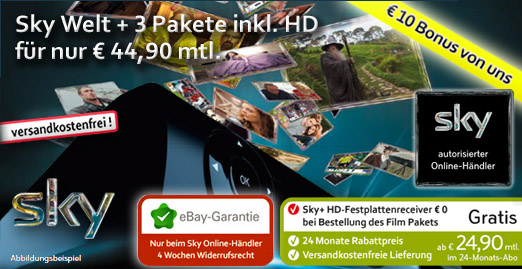 Sky Welt + 3 Pakete inkl. HD
für nur € 44,90 mtl.
€ 10 Bonus von uns
versandkostenfrei !
sky
autorisierter
Online-Händler
sky
OK
eBay-Garantie
Nur beim Sky Online-Händler
4 Wochen Widerrufsrecht
Sky+ HD-Festplattenreceiver € 0
bei Bestellung des Film Pakets
Gratis
24 Monate Rabattpreis
Versandkostenfreie Lieferung
ab € 24,90 mtl.
im 24-Monats-Abo
Abbildungsbeispiel